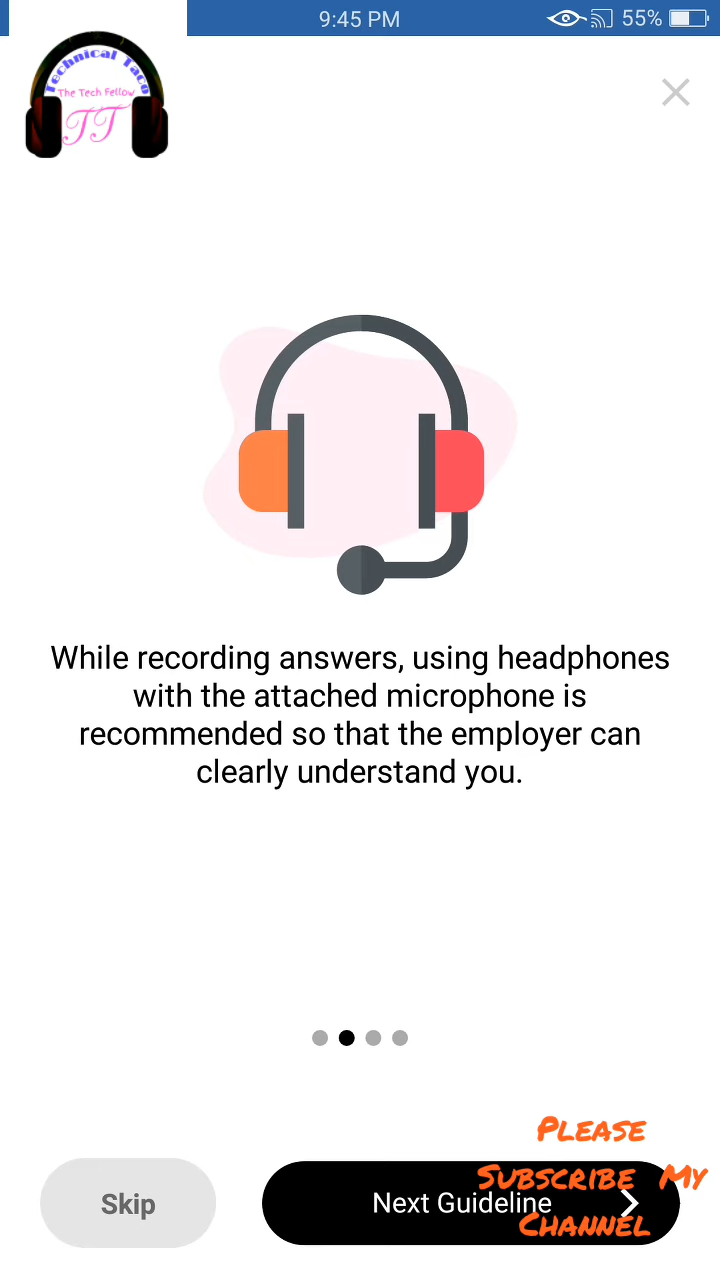 9:45 PM
55%
Technical Taco
The Tech Fellow
TT
While recording answers, using headphones
with the attached microphone is
recommended so that the employer can
clearly understand you.
Please
Subscribe My
Channel
Skip
Next Guideline